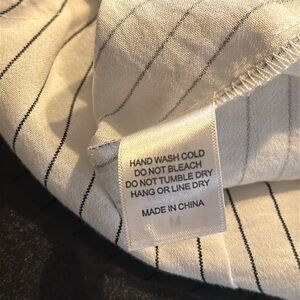 HAND WASH COLD
DO NOT BLEACH
DO NOT TUMBLE DRY
HANG OR LINE DRY
MADE IN CHINA